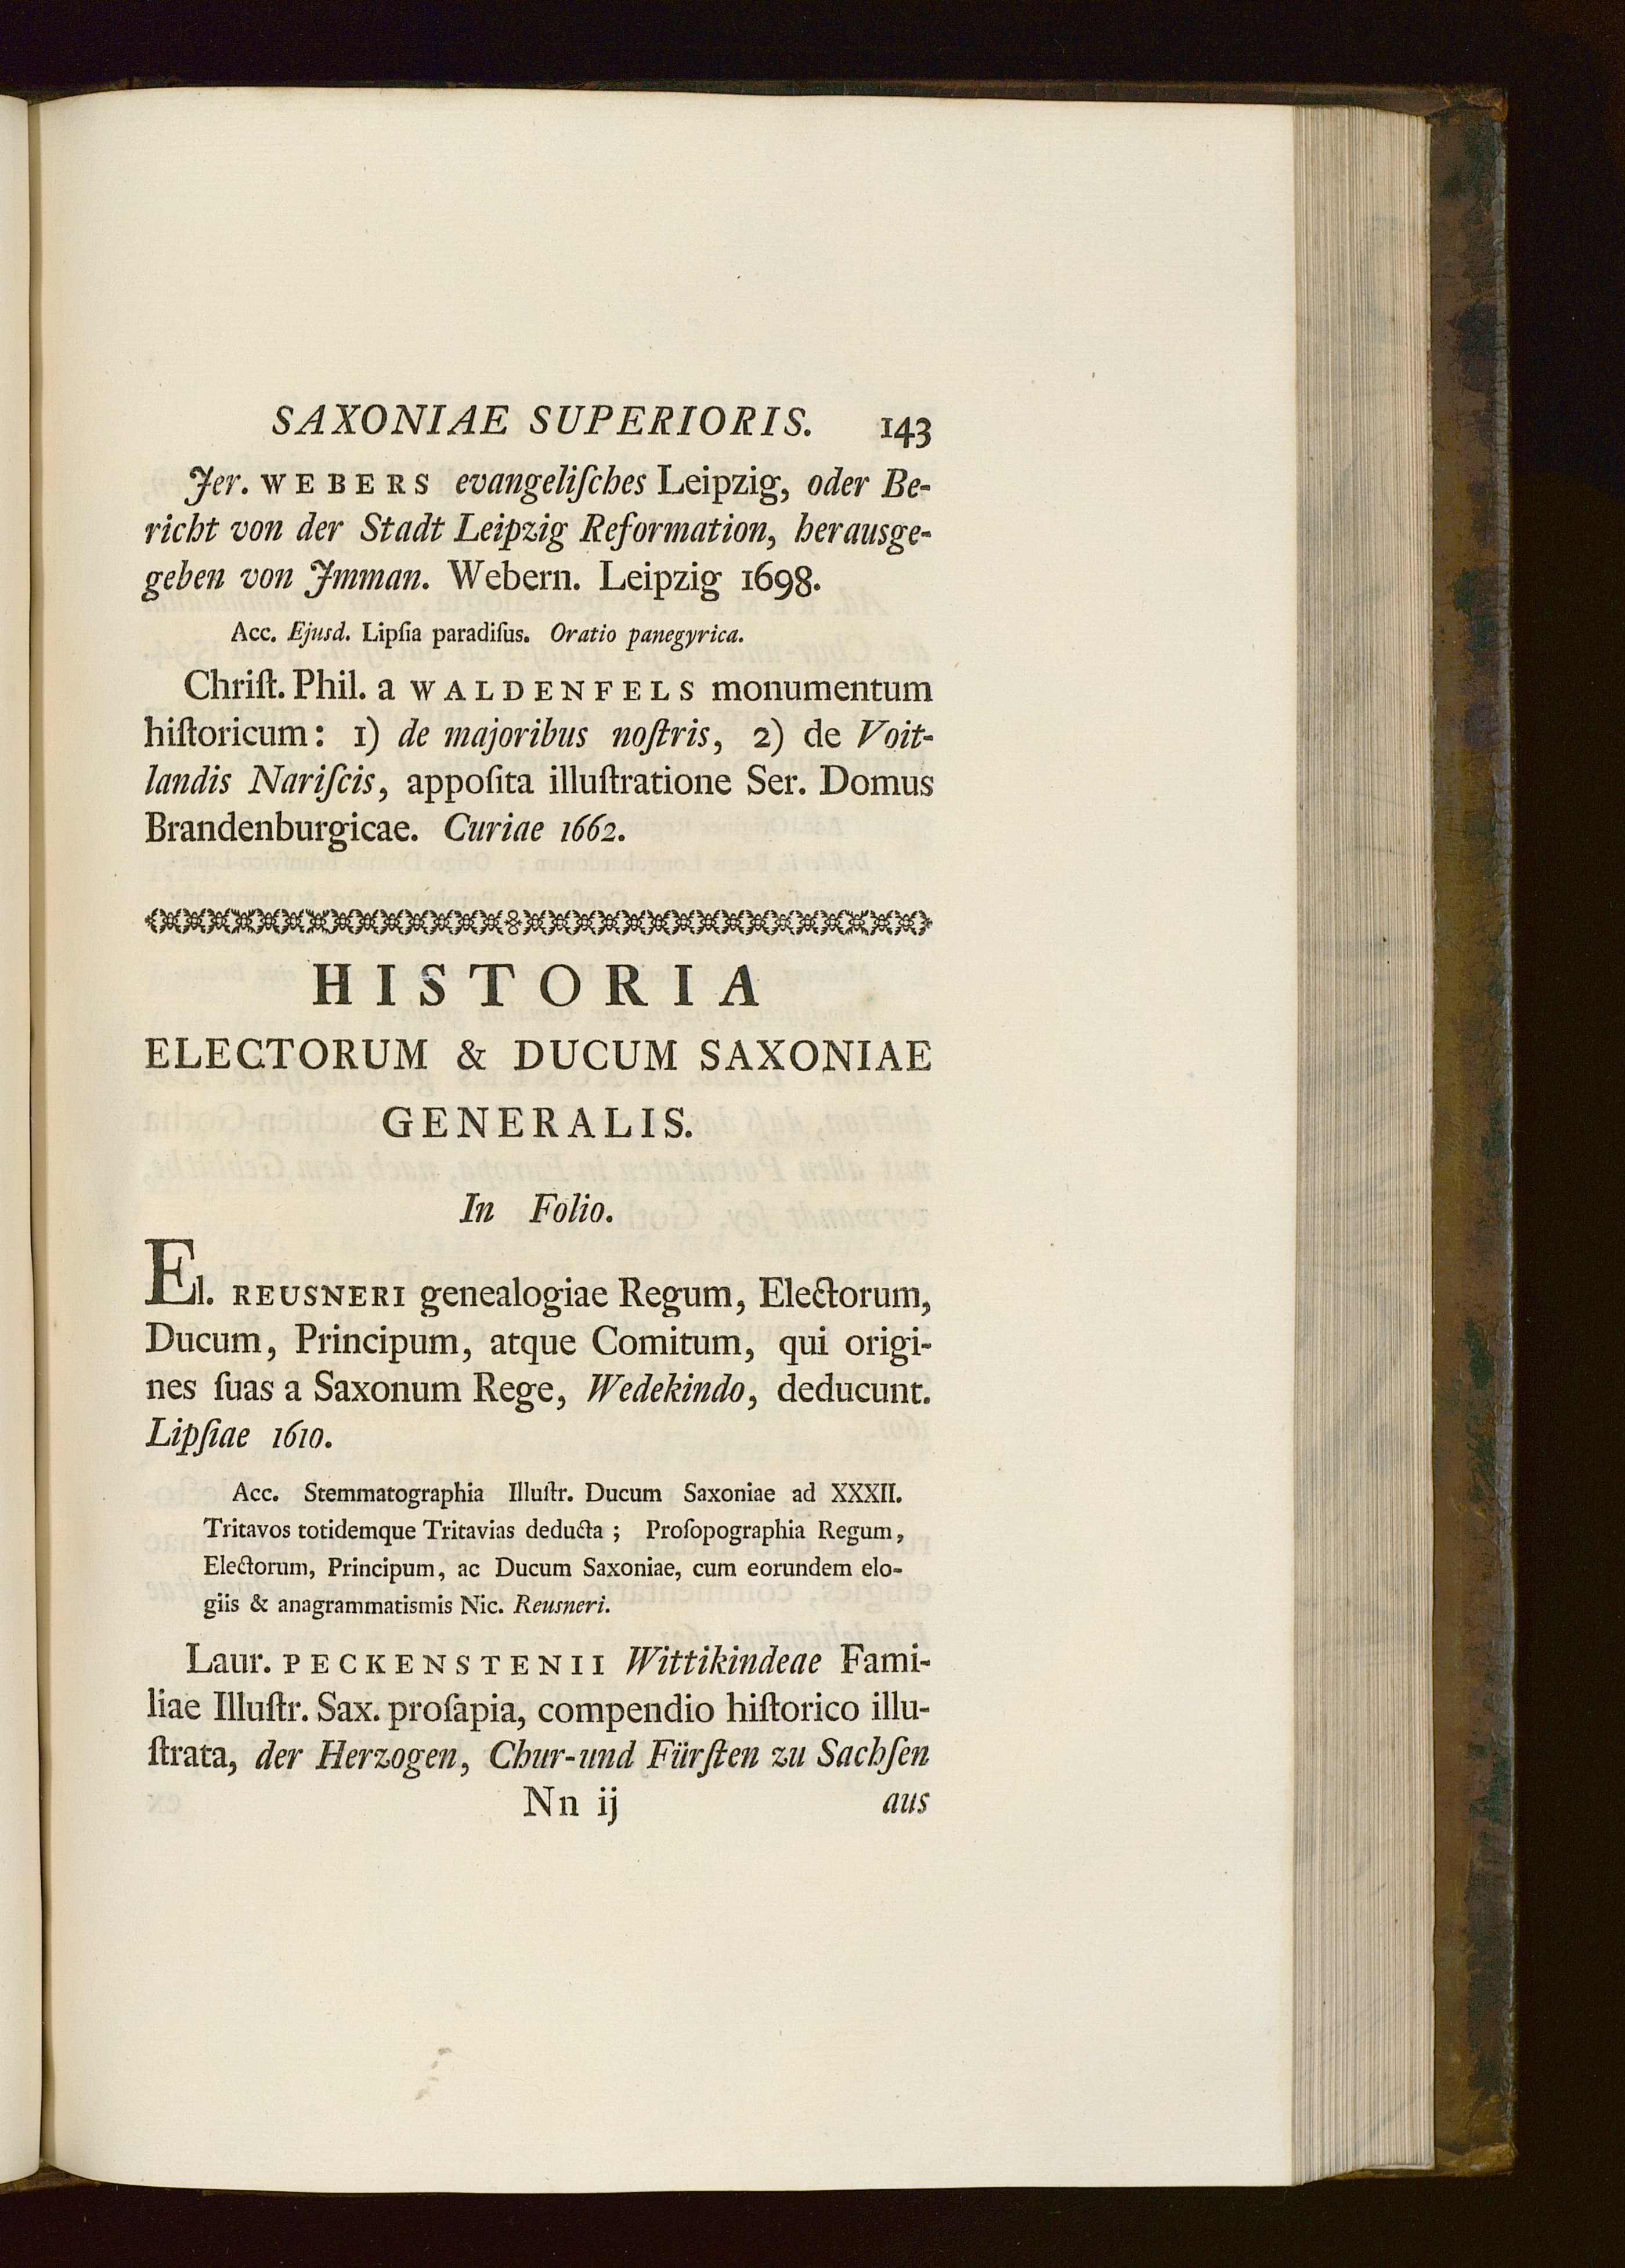 SAXONIAE SUPERIORIS. 143
Jer. WEBERS evangeliſches Leipzig, oder Be-
richt von der Stadt Leipzig Reformation, herausge-
geben von Jmman. Webern. Leipzig 1698.
Acc. Ejusd. Lipſia paradiſus. Oratio panegyrica.
Chriſt. Phil. a WALDENFELS monumentum
hiſtoricum: 1) de majoribus noſtris, 2) de Voit-
landis Nariſcis, appoſita illuſtratione Ser. Domus
Brandenburgicae. Curiae 1662.
HISTORIA
ELECTORUM & DUCUM SAXONIAE
GENERALIS.
In Folio.
El. REUSNERI genealogiae Regum, Electorum,
Ducum, Principum, atque Comitum, qui origi-
nes ſuas a Saxonum Rege, Wedekindo, deducunt.
Lipſiae 1610.
Acc. Stemmatographia Illuſtr. Ducum Saxoniae ad XXXII.
Tritavos totidemque Tritavias deducta ; Proſopographia Regum,
Electorum, Principum, ac Ducum Saxoniae, cum eorundem elo-
giis & anagrammatismis Nic. Reusneri.
Laur. PECKENSTENII Wittikindeae Fami-
liae Illuſtr. Sax. proſapia, compendio hiſtorico illu-
ſtrata, der Herzogen, Chur-und Fürſten zu Sachſen
Nn ij aus